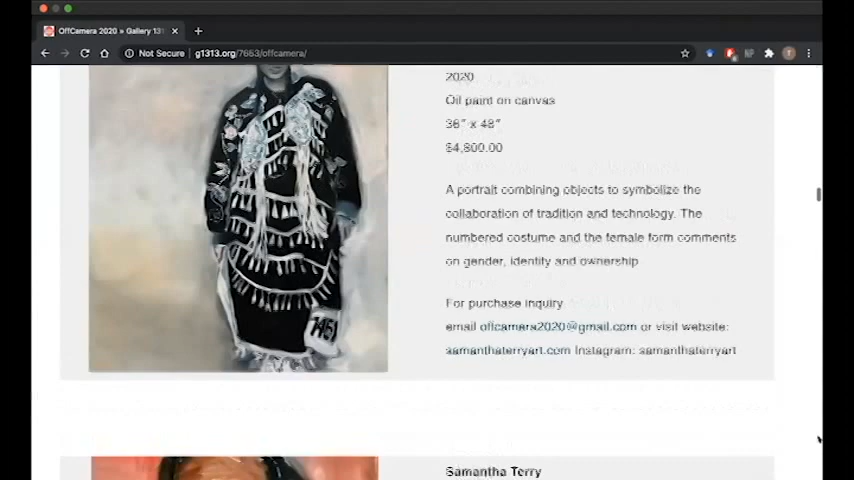 OffCamera 2020 » Gallery 131
Not Secure
g1313.org/7663/offcamera/
T
2020
Oil paint on canvas
36" x 48"
$4,800.00
A portrait combining objects to symbolize the
collaboration of tradition and technology. The
numbered costume and the female form comments
on gender, identity and ownership
For purchase inquiry
email offcamera2020@gmail.com or visit website:
samanthaterryart.com Instagram: samanthaterryart
145
Samantha Terry